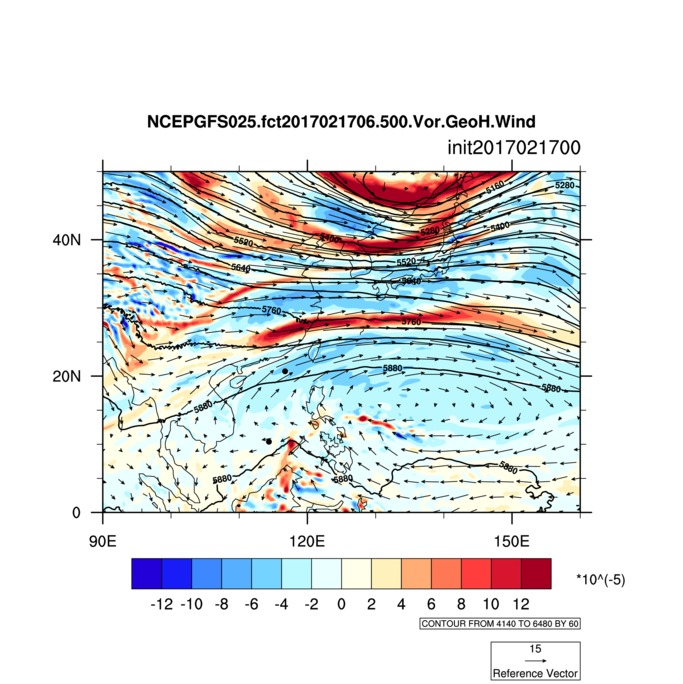 NCEPGFS025.fct2017021706.500.Vor.GeoH.Wind
init2017021700
5160
5280
5280
5400
5400
5520
5520
5640
5640
5760
5760
5880
5880
5880
5880
5880
5880
40N
20N
0
90E 120E 150E
-12 -10 -8 -6 -4 -2 0 2 4 6 8 10 12
*10^(-5)
CONTOUR FROM 4140 TO 6480 BY 60
15
Reference Vector